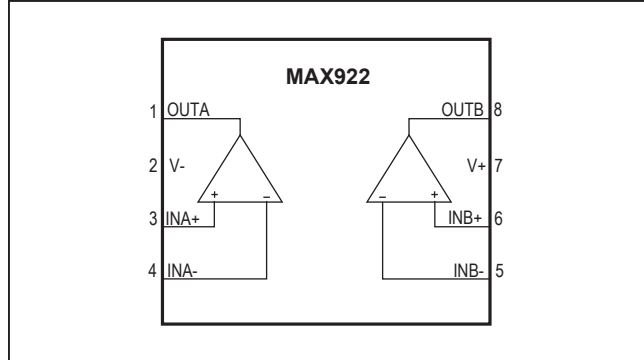 MAX922
1 OUTA OUTB 8
2 V- V+ 7
+ - - +
3 INA+ INB+ 6
4 INA- INB- 5